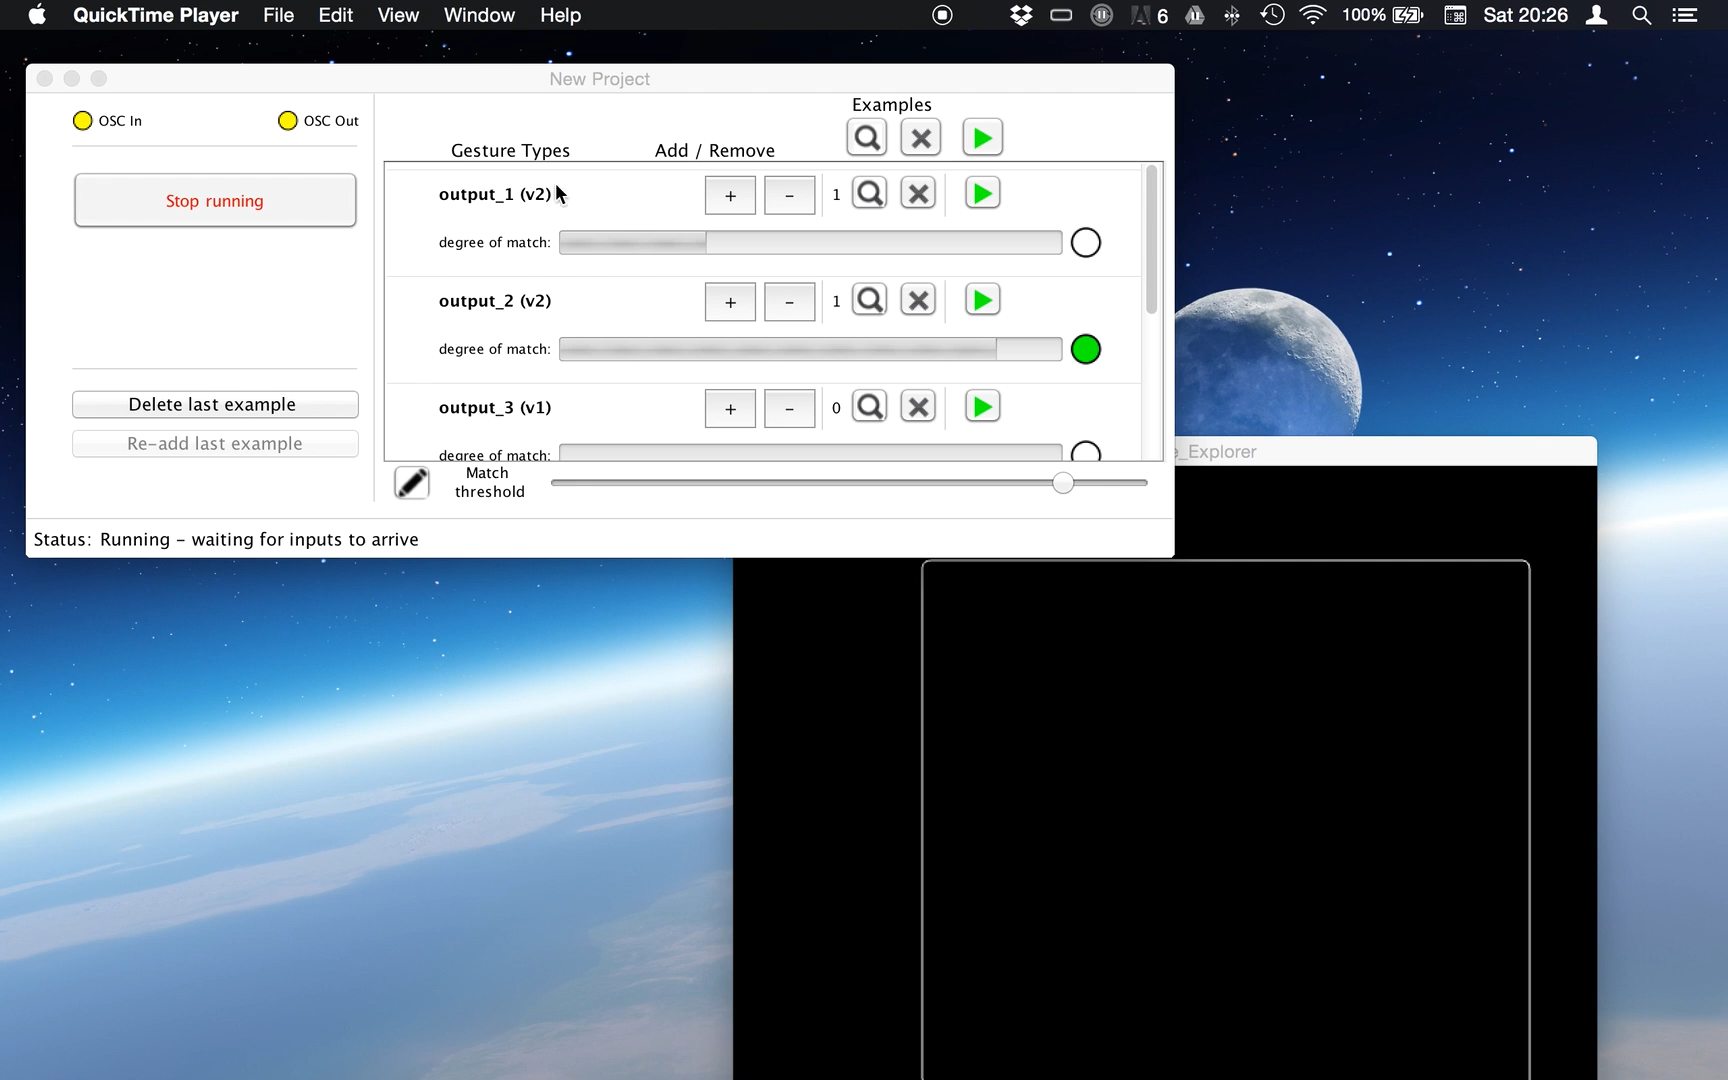 QuickTime Player File Edit View Window Help 6 100% Sat 20:26
New Project
OSC In OSC Out
Examples
Gesture Types Add / Remove
Stop running
output_1 (v2) + - 1
degree of match:
output_2 (v2) + - 1
degree of match:
output_3 (v1) + - 0
degree of match:
Delete last example
Re-add last example
Match
threshold
_Explorer
Status: Running - waiting for inputs to arrive